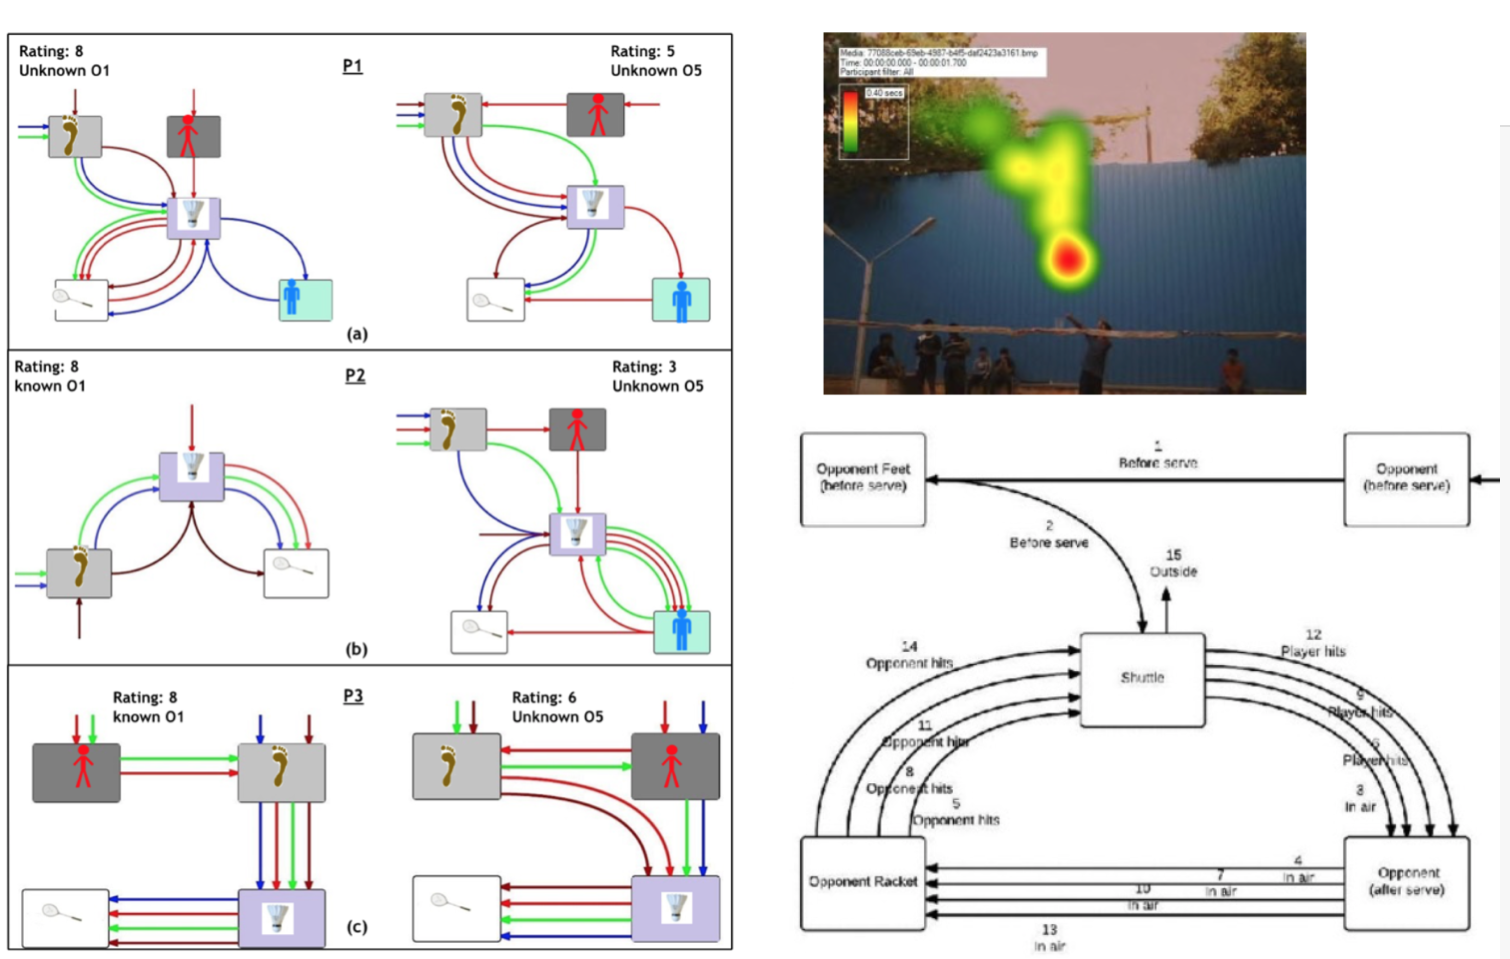 Rating: 8
Unknown O1
P1
Rating: 5
Unknown O5
(a)
Rating: 8
known O1
P2
Rating: 3
Unknown O5
(b)
Rating: 8
known O1
P3
Rating: 6
Unknown O5
(c)
Media: 77088ceb-69eb-4987-b4f5-daf2423a3161.bmp
Time: 00:00:00.000 - 00:00:01.700
Participant filter: All
0.40 secs
Opponent Feet
(before serve)
1
Before serve
Opponent
(before serve)
2
Before serve
15
Outside
14
Opponent hits
Shuttle
12
Player hits
9
Player hits
11
Opponent hits
6
Player hits
8
Opponent hits
3
In air
5
Opponent hits
Opponent Racket
4
In air
7
In air
10
In air
13
In air
Opponent
(after serve)